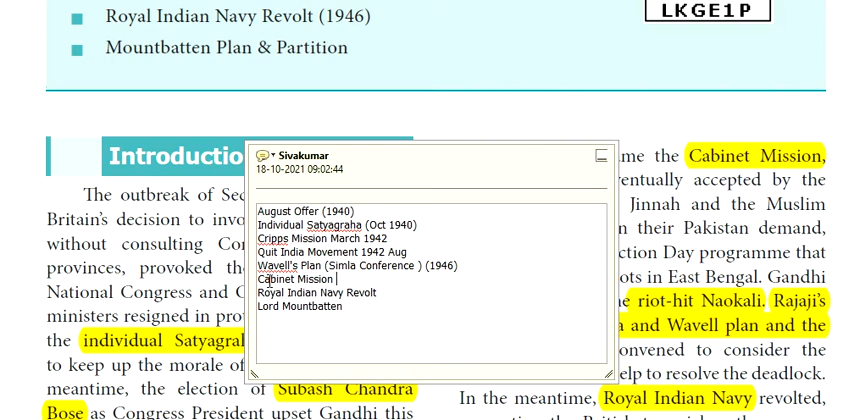 Royal Indian Navy Revolt (1946)
Mountbatten Plan & Partition
LKGE1P
Introductio
The outbreak of Sec
Britain's decision to invo
without consulting Con
provinces, provoked th
National Congress and C
ministers resigned in pro
the individual Satyagral
to keep up the morale of
meantime, the election of Subash Chandra
Bose as Congress President upset Gandhi this
Sivakumar
18-10-2021 09:02:44
August Offer (1940)
Individual Satyagraha (Oct 1940)
Cripps Mission March 1942
Quit India Movement 1942 Aug
Wavell's Plan (Simla Conference ) (1946)
Cabinet Mission
Royal Indian Navy Revolt
Lord Mountbatten
me the Cabinet Mission,
entually accepted by the
Jinnah and the Muslim
n their Pakistan demand,
ction Day programme that
ots in East Bengal. Gandhi
e riot-hit Naokali. Rajaji's
a and Wavell plan and the
onvened to consider the
elp to resolve the deadlock.
In the meantime, Royal Indian Navy revolted,